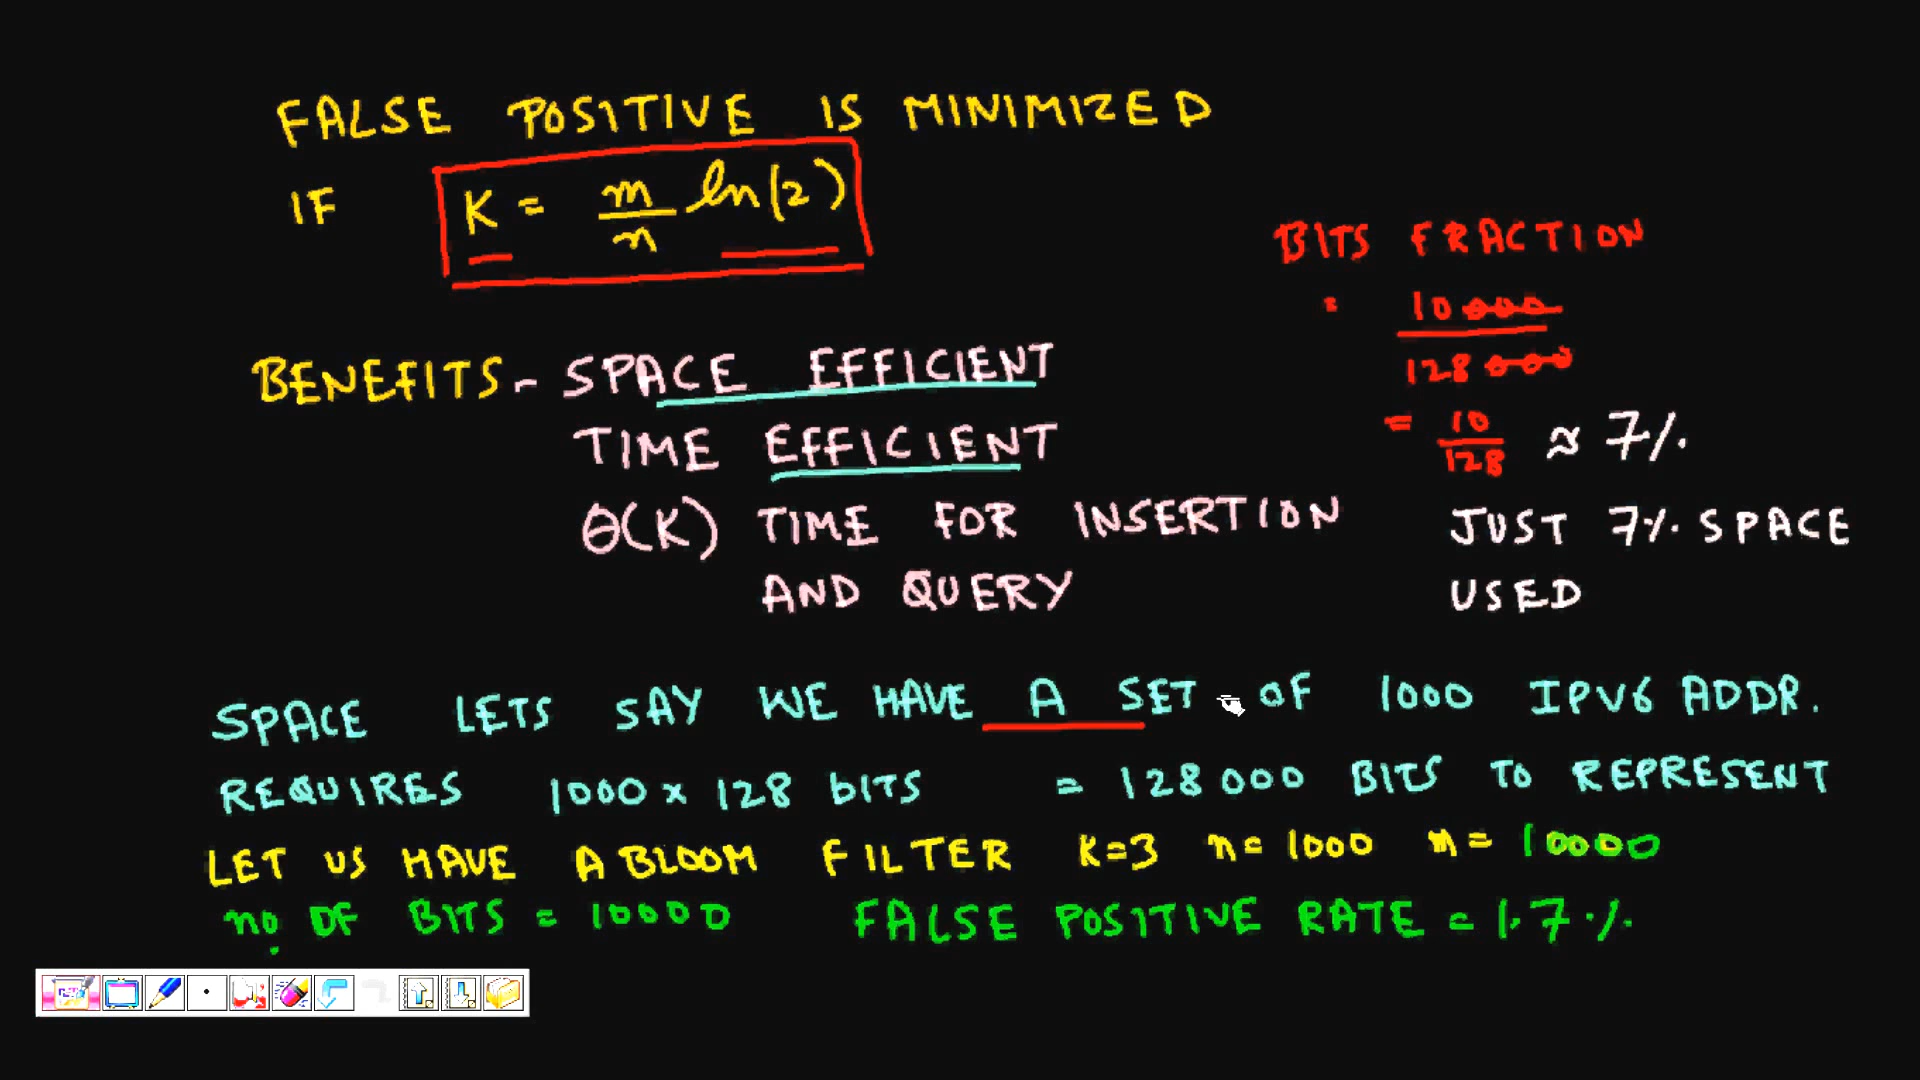 FALSE POSITIVE IS MINIMIZED
IF K = m/n ln(2)
BENEFITS - SPACE EFFICIENT
TIME EFFICIENT
θ(K) TIME FOR INSERTION
AND QUERY
BITS FRACTION
= 10000/128000
= 10/128 ≈ 7%
JUST 7% SPACE
USED
SPACE LETS SAY WE HAVE A SET OF 1000 IPV6 ADDR.
REQUIRES 1000 x 128 bITS = 128000 BITS TO REPRESENT
LET US HAVE A BLOOM FILTER K=3 n=1000 m= 10000
no. OF BITS = 10000 FALSE POSITIVE RATE = 1.7%